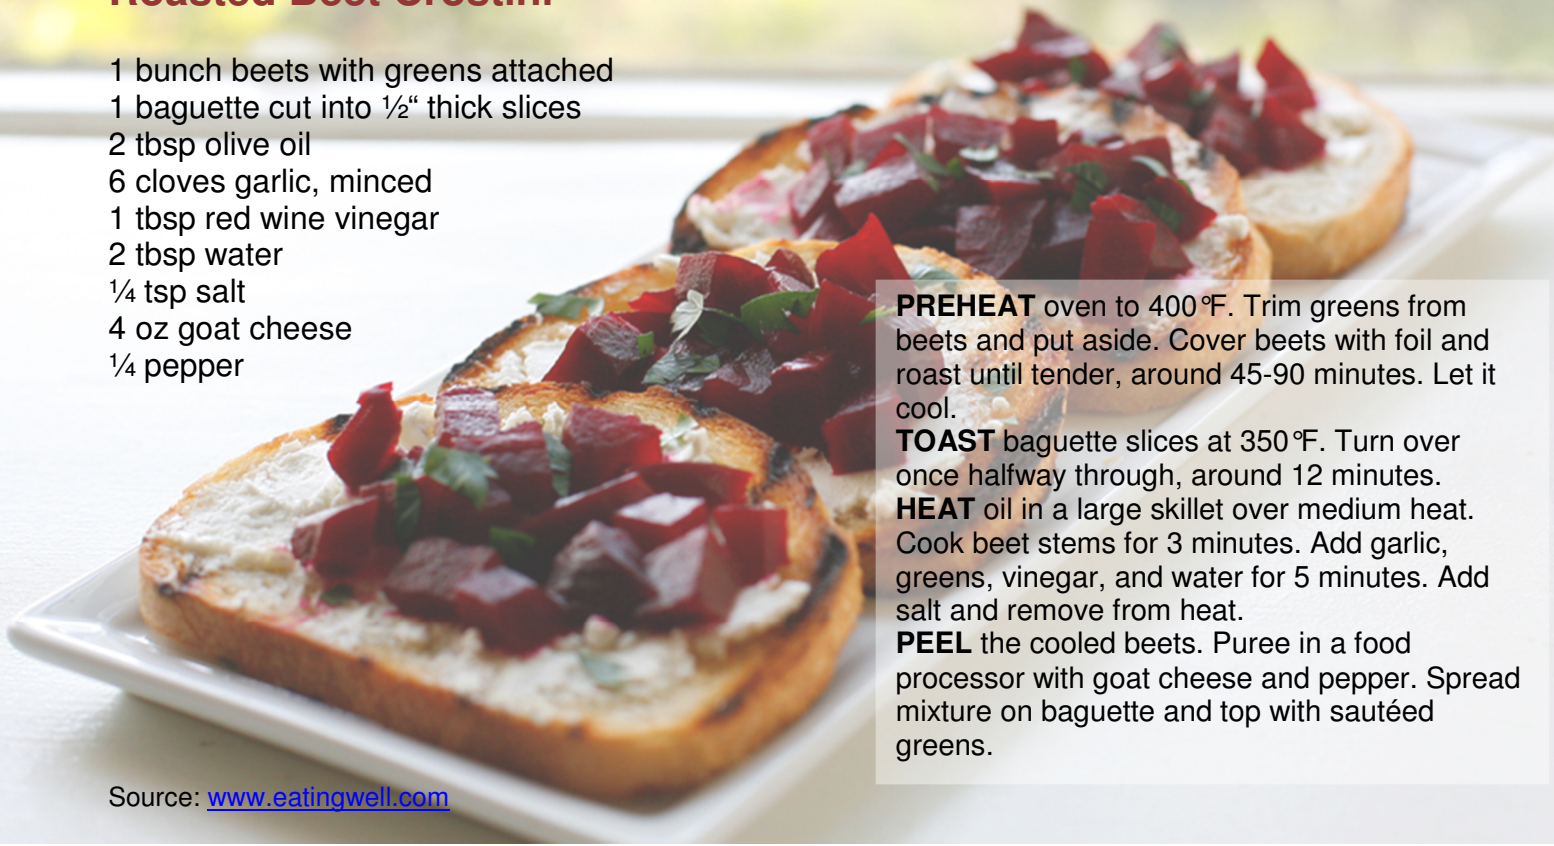 Roasted Beet Crostini
1 bunch beets with greens attached
1 baguette cut into ½“ thick slices
2 tbsp olive oil
6 cloves garlic, minced
1 tbsp red wine vinegar
2 tbsp water
¼ tsp salt
4 oz goat cheese
¼ pepper
PREHEAT oven to 400°F. Trim greens from
beets and put aside. Cover beets with foil and
roast until tender, around 45-90 minutes. Let it
cool.
TOAST baguette slices at 350°F. Turn over
once halfway through, around 12 minutes.
HEAT oil in a large skillet over medium heat.
Cook beet stems for 3 minutes. Add garlic,
greens, vinegar, and water for 5 minutes. Add
salt and remove from heat.
PEEL the cooled beets. Puree in a food
processor with goat cheese and pepper. Spread
mixture on baguette and top with sautéed
greens.
Source: www.eatingwell.com